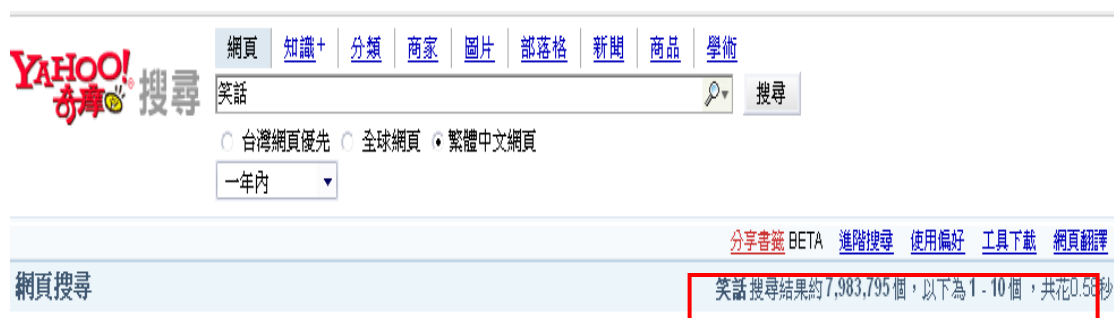 YAHOO!奇摩 搜尋
網頁 知識+ 分類 商家 圖片 部落格 新聞 商品 學術
笑話 搜尋
台灣網頁優先 全球網頁 繁體中文網頁
一年內
分享書籤 BETA 進階搜尋 使用偏好 工具下載 網頁翻譯
網頁搜尋 笑話 搜尋結果約 7,983,795 個，以下為 1 - 10 個，共花0.58秒